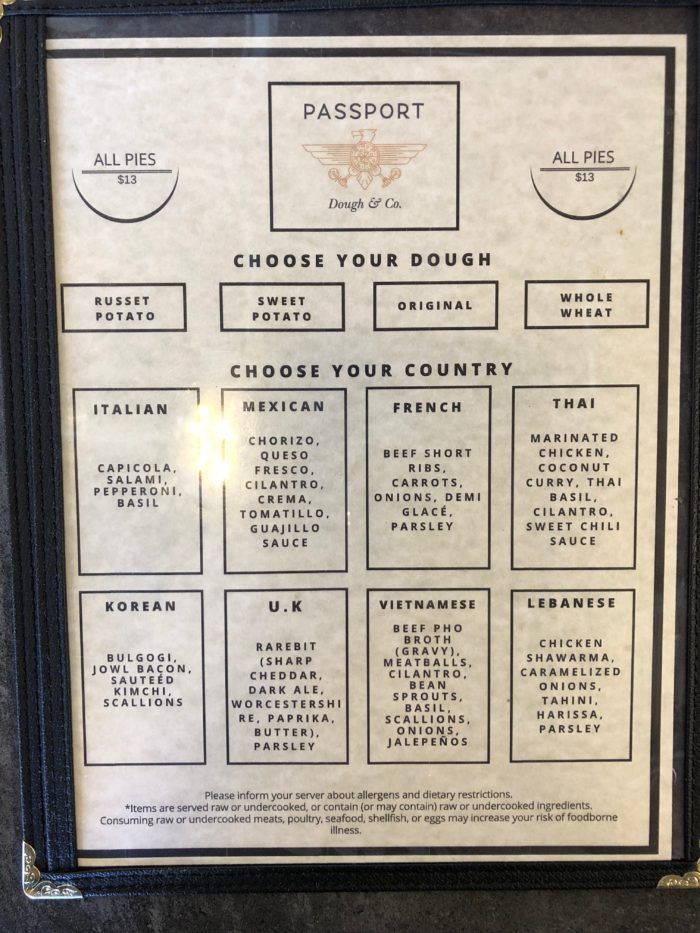 PASSPORT
Dough & Co.
ALL PIES
$13
ALL PIES
$13
CHOOSE YOUR DOUGH
RUSSET
POTATO
SWEET
POTATO
ORIGINAL
WHOLE
WHEAT
CHOOSE YOUR COUNTRY
ITALIAN
CAPICOLA,
SALAMI,
PEPPERONI,
BASIL
MEXICAN
CHORIZO,
QUESO
FRESCO,
CILANTRO,
CREMA,
TOMATILLO,
GUAJILLO
SAUCE
FRENCH
BEEF SHORT
RIBS,
CARROTS,
ONIONS, DEMI
GLACÉ,
PARSLEY
THAI
MARINATED
CHICKEN,
COCONUT
CURRY, THAI
BASIL,
CILANTRO,
SWEET CHILI
SAUCE
KOREAN
BULGOGI,
JOWL BACON,
SAUTEÉD
KIMCHI,
SCALLIONS
U.K
RAREBIT
(SHARP
CHEDDAR,
DARK ALE,
WORCESTERSHI
RE, PAPRIKA,
BUTTER),
PARSLEY
VIETNAMESE
BEEF PHO
BROTH
(GRAVY),
MEATBALLS,
CILANTRO,
BEAN
SPROUTS,
BASIL,
SCALLIONS,
ONIONS,
JALEPEÑOS
LEBANESE
CHICKEN
SHAWARMA,
CARAMELIZED
ONIONS,
TAHINI,
HARISSA,
PARSLEY
Please inform your server about allergens and dietary restrictions.
*Items are served raw or undercooked, or contain (or may contain) raw or undercooked ingredients.
Consuming raw or undercooked meats, poultry, seafood, shellfish, or eggs may increase your risk of foodborne
illness.